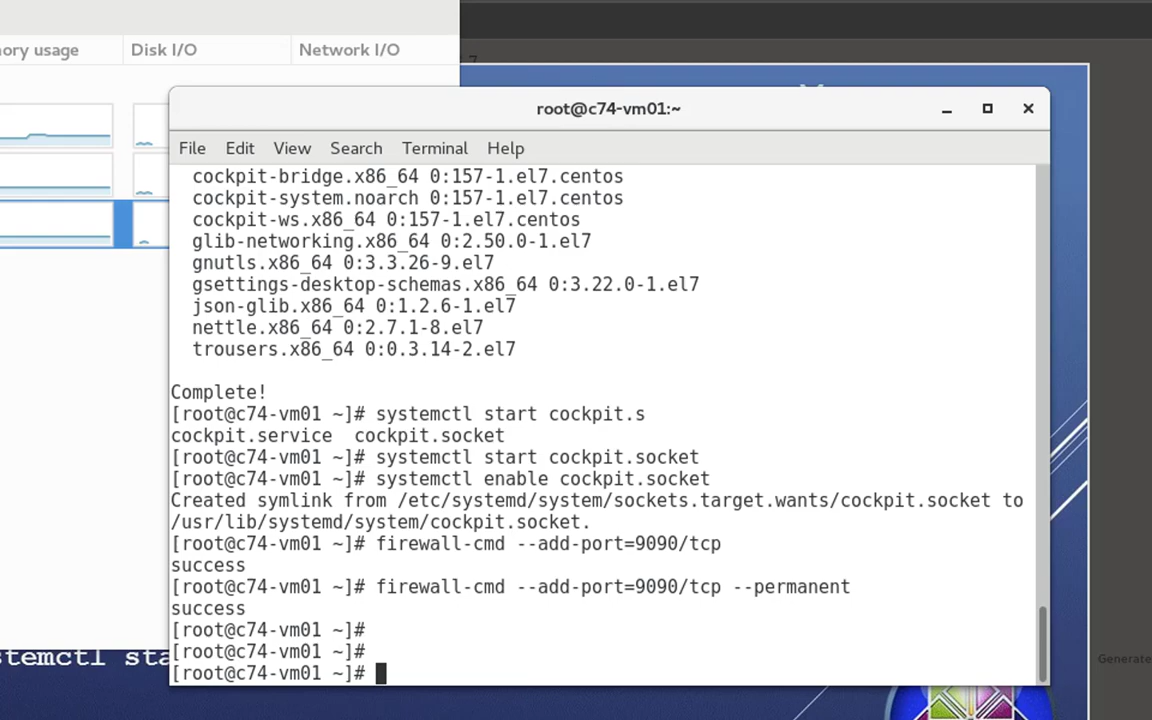 ory usage
Disk I/O
Network I/O
root@c74-vm01:~
File Edit View Search Terminal Help
cockpit-bridge.x86_64 0:157-1.el7.centos
cockpit-system.noarch 0:157-1.el7.centos
cockpit-ws.x86_64 0:157-1.el7.centos
glib-networking.x86_64 0:2.50.0-1.el7
gnutls.x86_64 0:3.3.26-9.el7
gsettings-desktop-schemas.x86_64 0:3.22.0-1.el7
json-glib.x86_64 0:1.2.6-1.el7
nettle.x86_64 0:2.7.1-8.el7
trousers.x86_64 0:0.3.14-2.el7
Complete!
[root@c74-vm01 ~]# systemctl start cockpit.s
cockpit.service  cockpit.socket
[root@c74-vm01 ~]# systemctl start cockpit.socket
[root@c74-vm01 ~]# systemctl enable cockpit.socket
Created symlink from /etc/systemd/system/sockets.target.wants/cockpit.socket to
/usr/lib/systemd/system/cockpit.socket.
[root@c74-vm01 ~]# firewall-cmd --add-port=9090/tcp
success
[root@c74-vm01 ~]# firewall-cmd --add-port=9090/tcp --permanent
success
[root@c74-vm01 ~]#
[root@c74-vm01 ~]#
[root@c74-vm01 ~]#
stemctl sta
Generate